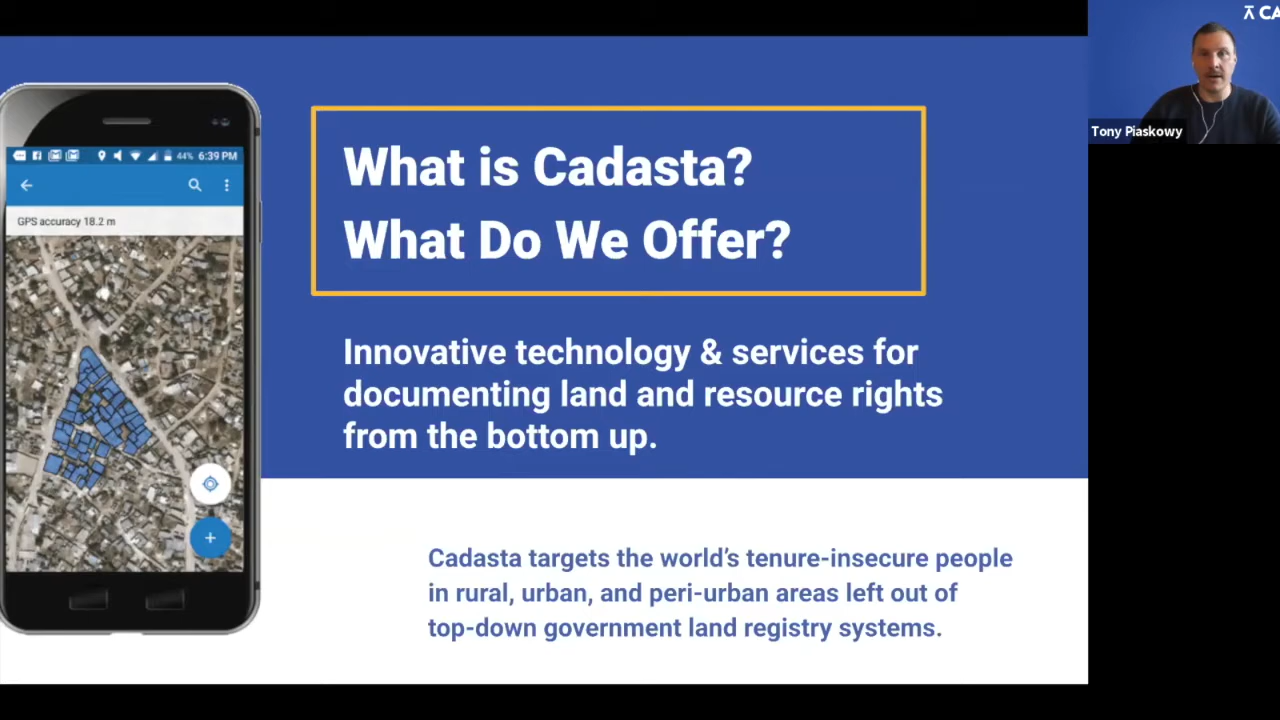 What is Cadasta?
What Do We Offer?
Innovative technology & services for
documenting land and resource rights
from the bottom up.
Cadasta targets the world's tenure-insecure people
in rural, urban, and peri-urban areas left out of
top-down government land registry systems.
44% 6:39 PM
GPS accuracy 18.2 m
CA
Tony Piaskowy